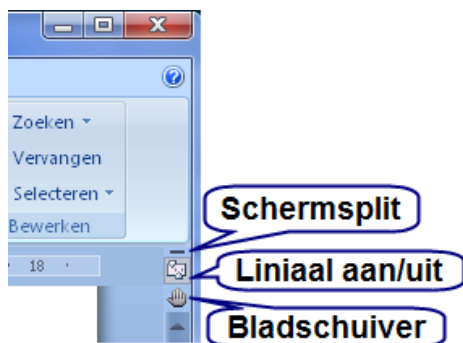 Zoeken
Vervangen
Selecteren
Bewerken
Schermsplit
18
Liniaal aan/uit
Bladschuiver